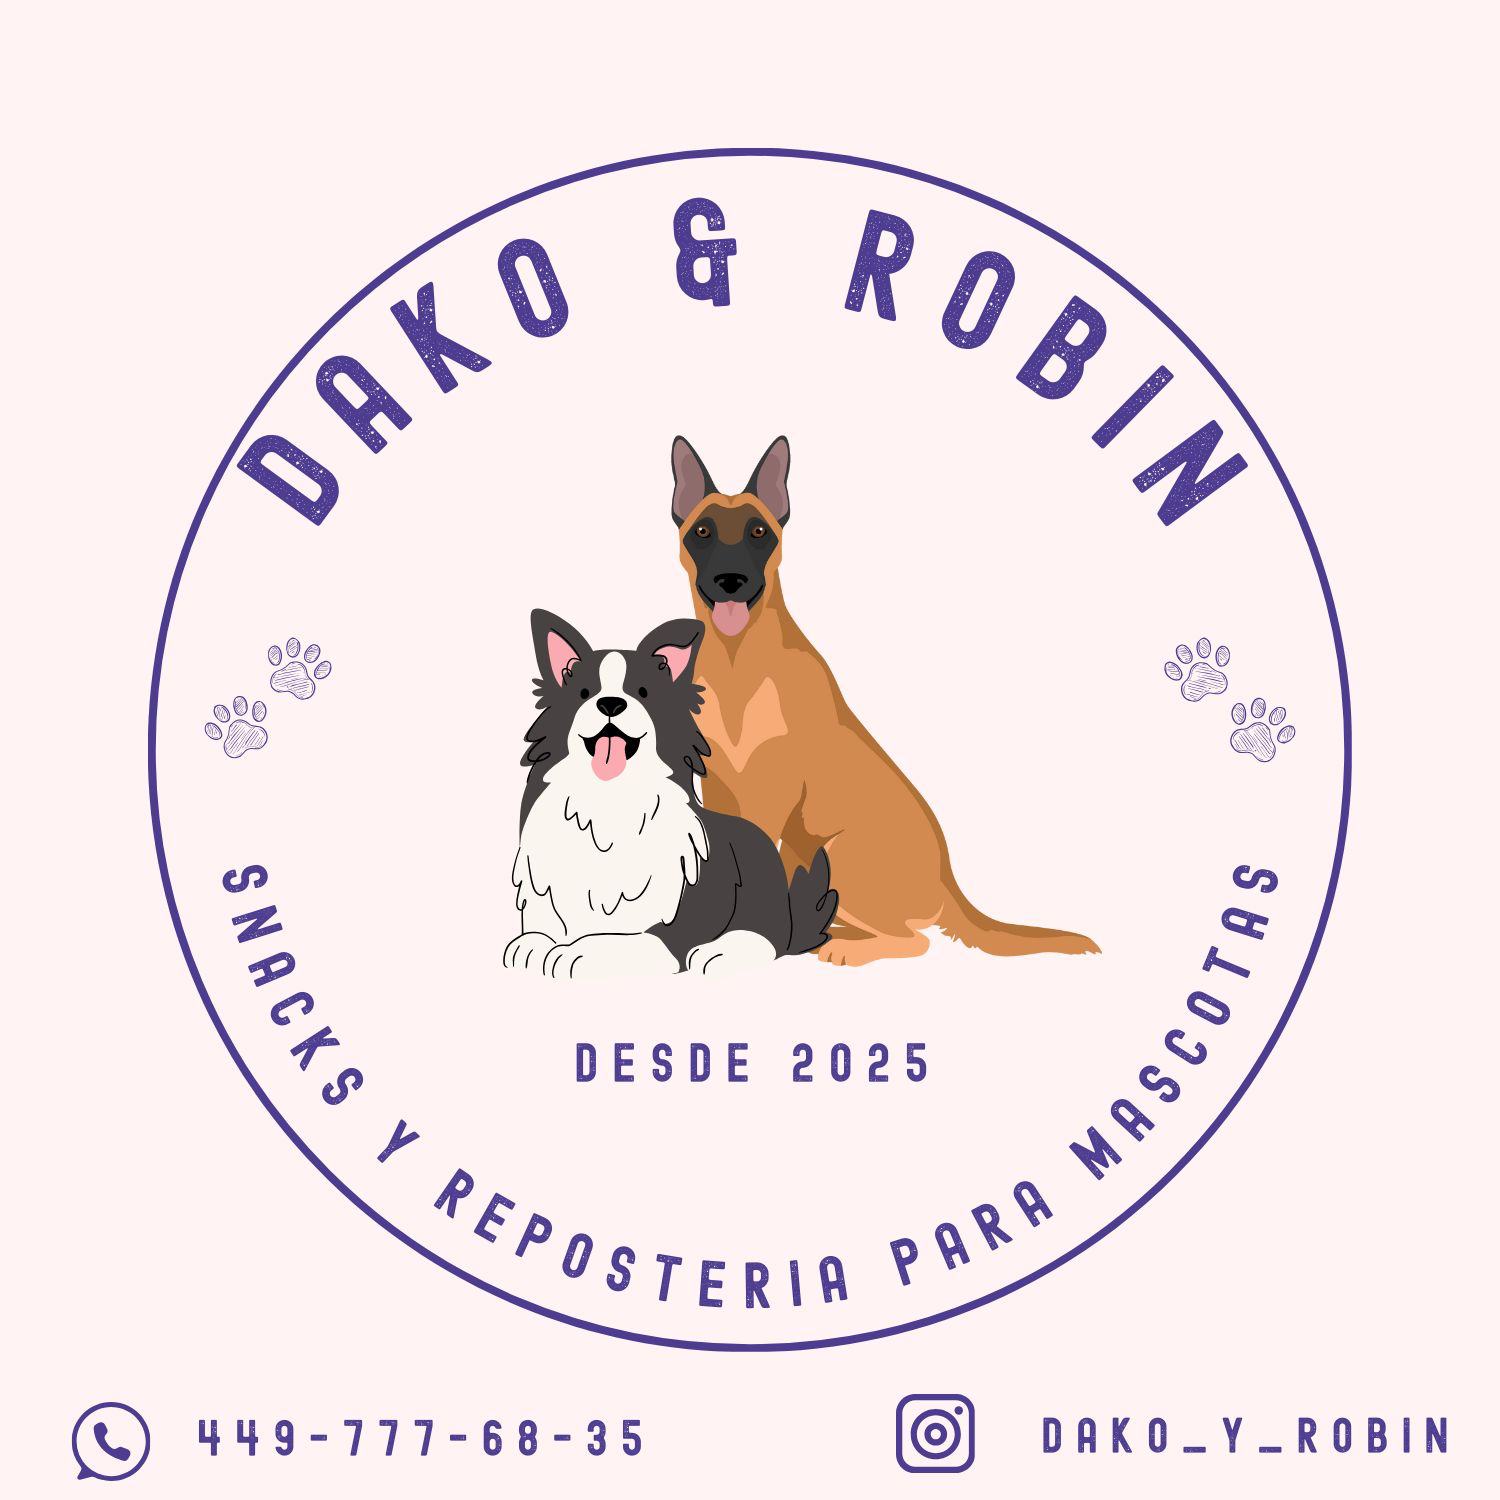 DAKO & ROBIN
DESDE 2025
SNACKS Y REPOSTERIA PARA MASCOTAS
449-777-68-35
DAKO_Y_ROBIN